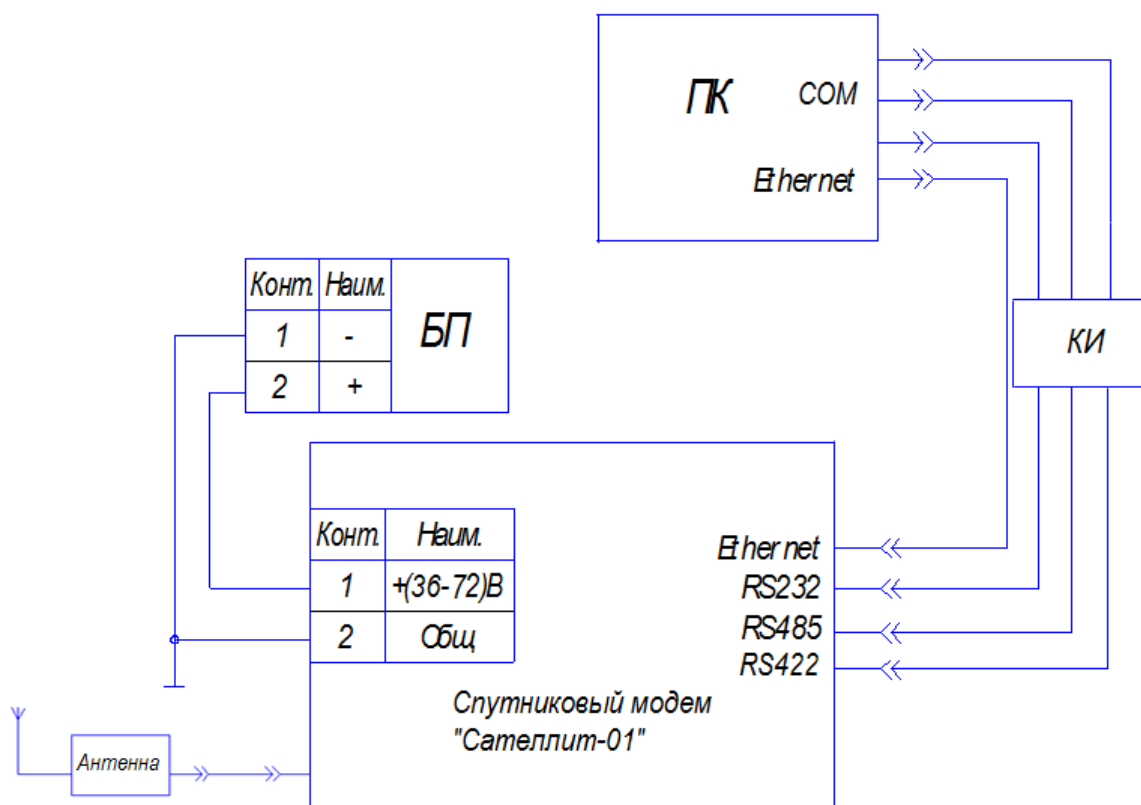 ПК
COM
Ethernet
Конт. Наим.
1 -
2 +
БП
КИ
Конт. Наим.
1 +(36-72)В
2 Общ
Ethernet
RS232
RS485
RS422
Спутниковый модем
"Сателлит-01"
Антенна